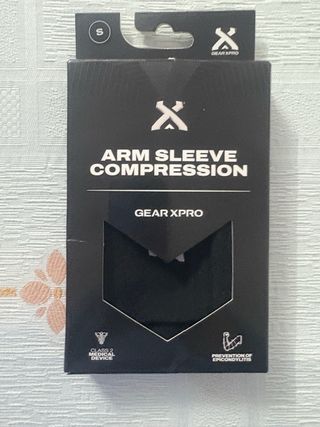 S
GEAR XPRO
ARM SLEEVE
COMPRESSION
GEAR XPRO
CLASS 2
MEDICAL
DEVICE
PREVENTION OF
EPICONDYLITIS